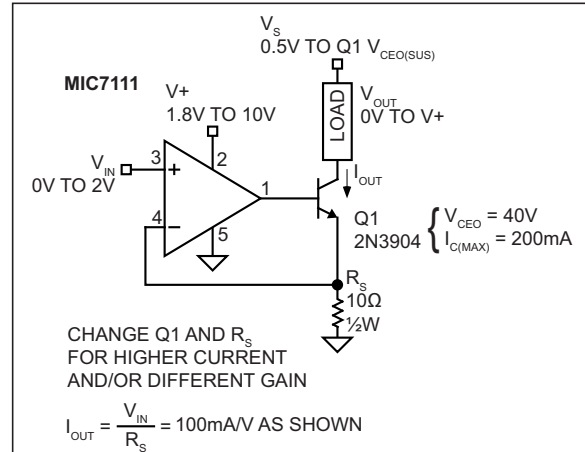 V_S
0.5V TO Q1 V_CEO(SUS)
MIC7111
V+
1.8V TO 10V
LOAD
V_OUT
0V TO V+
V_IN
0V TO 2V
3
+
2
1
4
−
5
I_OUT
Q1
2N3904
{ V_CEO = 40V
I_C(MAX) = 200mA
R_S
10Ω
½W
CHANGE Q1 AND R_S
FOR HIGHER CURRENT
AND/OR DIFFERENT GAIN
I_OUT = V_IN / R_S = 100mA/V AS SHOWN